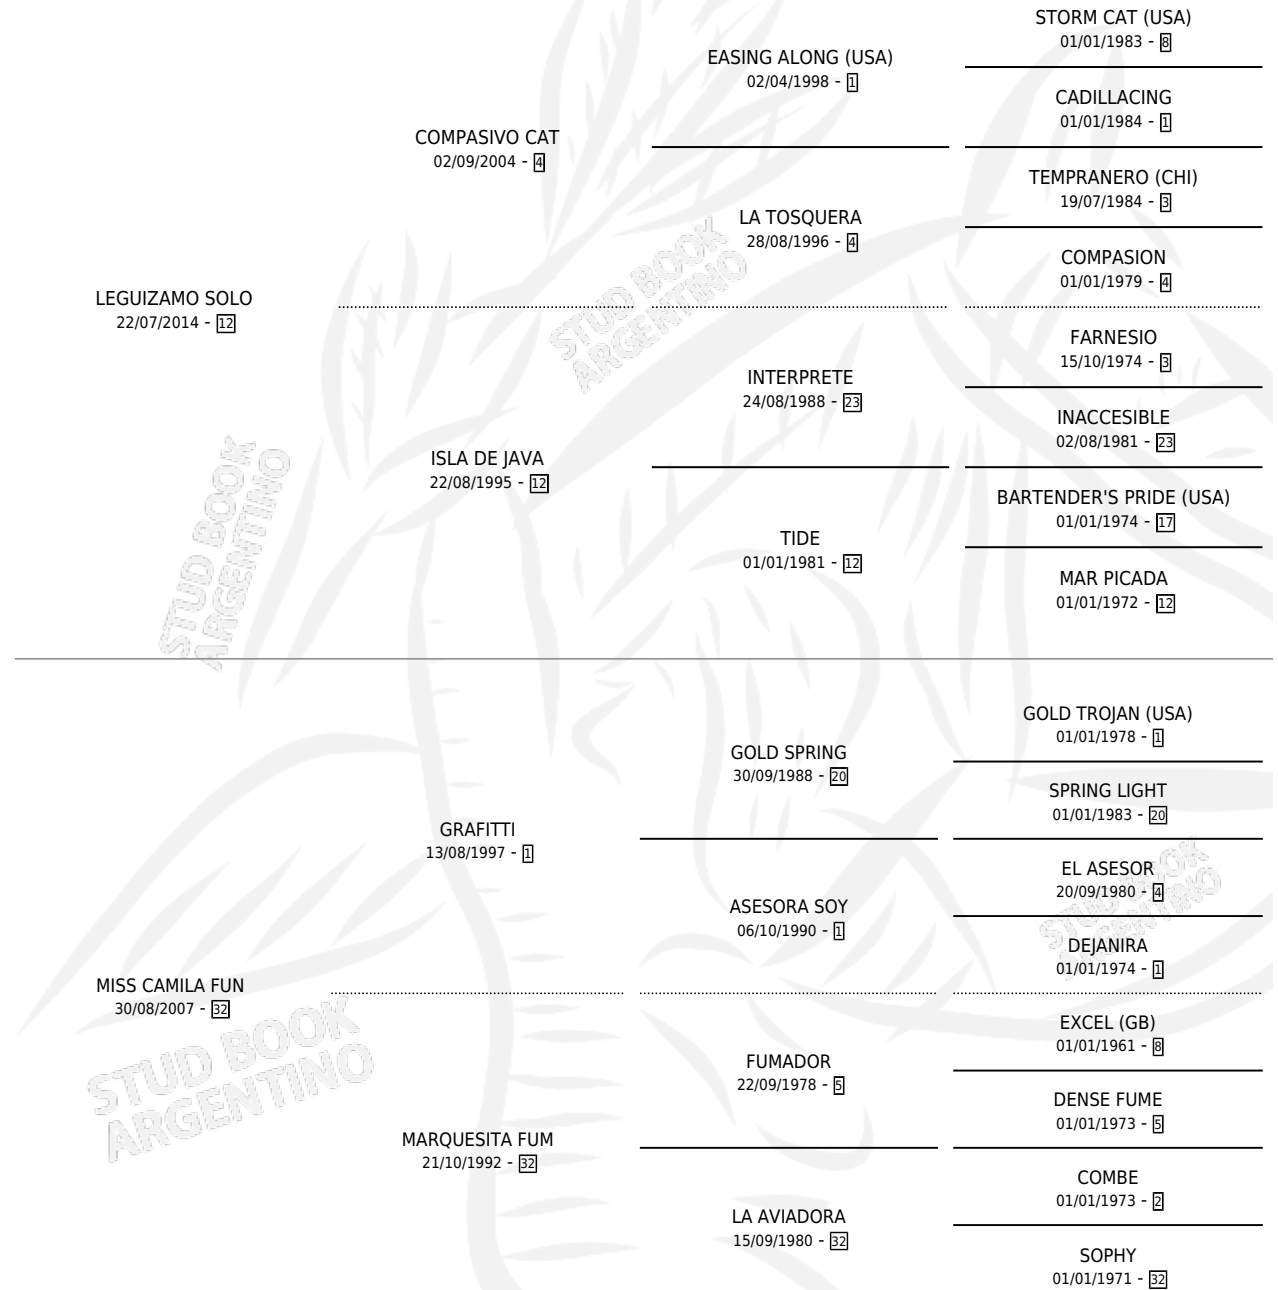 STORM CAT (USA)
01/01/1983 - 8
EASING ALONG (USA)
02/04/1998 - 1
CADILLACING
01/01/1984 - 1
COMPASIVO CAT
02/09/2004 - 4
TEMPRANERO (CHI)
19/07/1984 - 3
LA TOSQUERA
28/08/1996 - 4
COMPASION
01/01/1979 - 4
LEGUIZAMO SOLO
22/07/2014 - 12
FARNESIO
15/10/1974 - 3
INTERPRETE
24/08/1988 - 23
INACCESIBLE
02/08/1981 - 23
ISLA DE JAVA
22/08/1995 - 12
BARTENDER'S PRIDE (USA)
01/01/1974 - 17
TIDE
01/01/1981 - 12
MAR PICADA
01/01/1972 - 12
STUD BOOK
ARGENTINO
STUD BOOK
ARGENTINO
GOLD TROJAN (USA)
01/01/1978 - 1
GOLD SPRING
30/09/1988 - 20
SPRING LIGHT
01/01/1983 - 20
GRAFITTI
13/08/1997 - 1
EL ASESOR
20/09/1980 - 4
ASESORA SOY
06/10/1990 - 1
DEJANIRA
01/01/1974 - 1
MISS CAMILA FUN
30/08/2007 - 32
EXCEL (GB)
01/01/1961 - 8
FUMADOR
22/09/1978 - 5
DENSE FUME
01/01/1973 - 5
MARQUESITA FUM
21/10/1992 - 32
COMBE
01/01/1973 - 2
LA AVIADORA
15/09/1980 - 32
SOPHY
01/01/1971 - 32
STUD BOOK
ARGENTINO
STUD BOOK
ARGENTINO